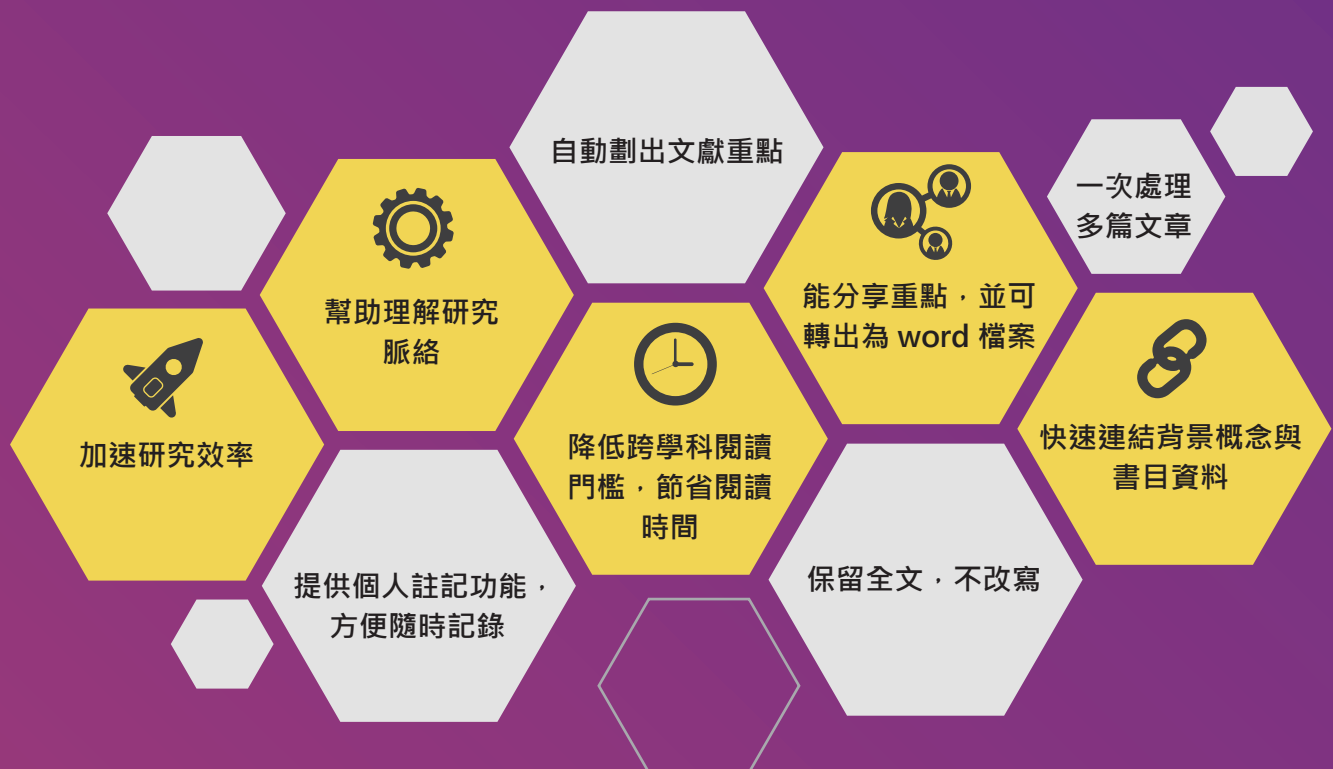 自動劃出文獻重點
一次處理
多篇文章
幫助理解研究
脈絡
能分享重點，並可
轉出為 word 檔案
加速研究效率
降低跨學科閱讀
門檻，節省閱讀
時間
快速連結背景概念與
書目資料
提供個人註記功能，
方便隨時記錄
保留全文，不改寫